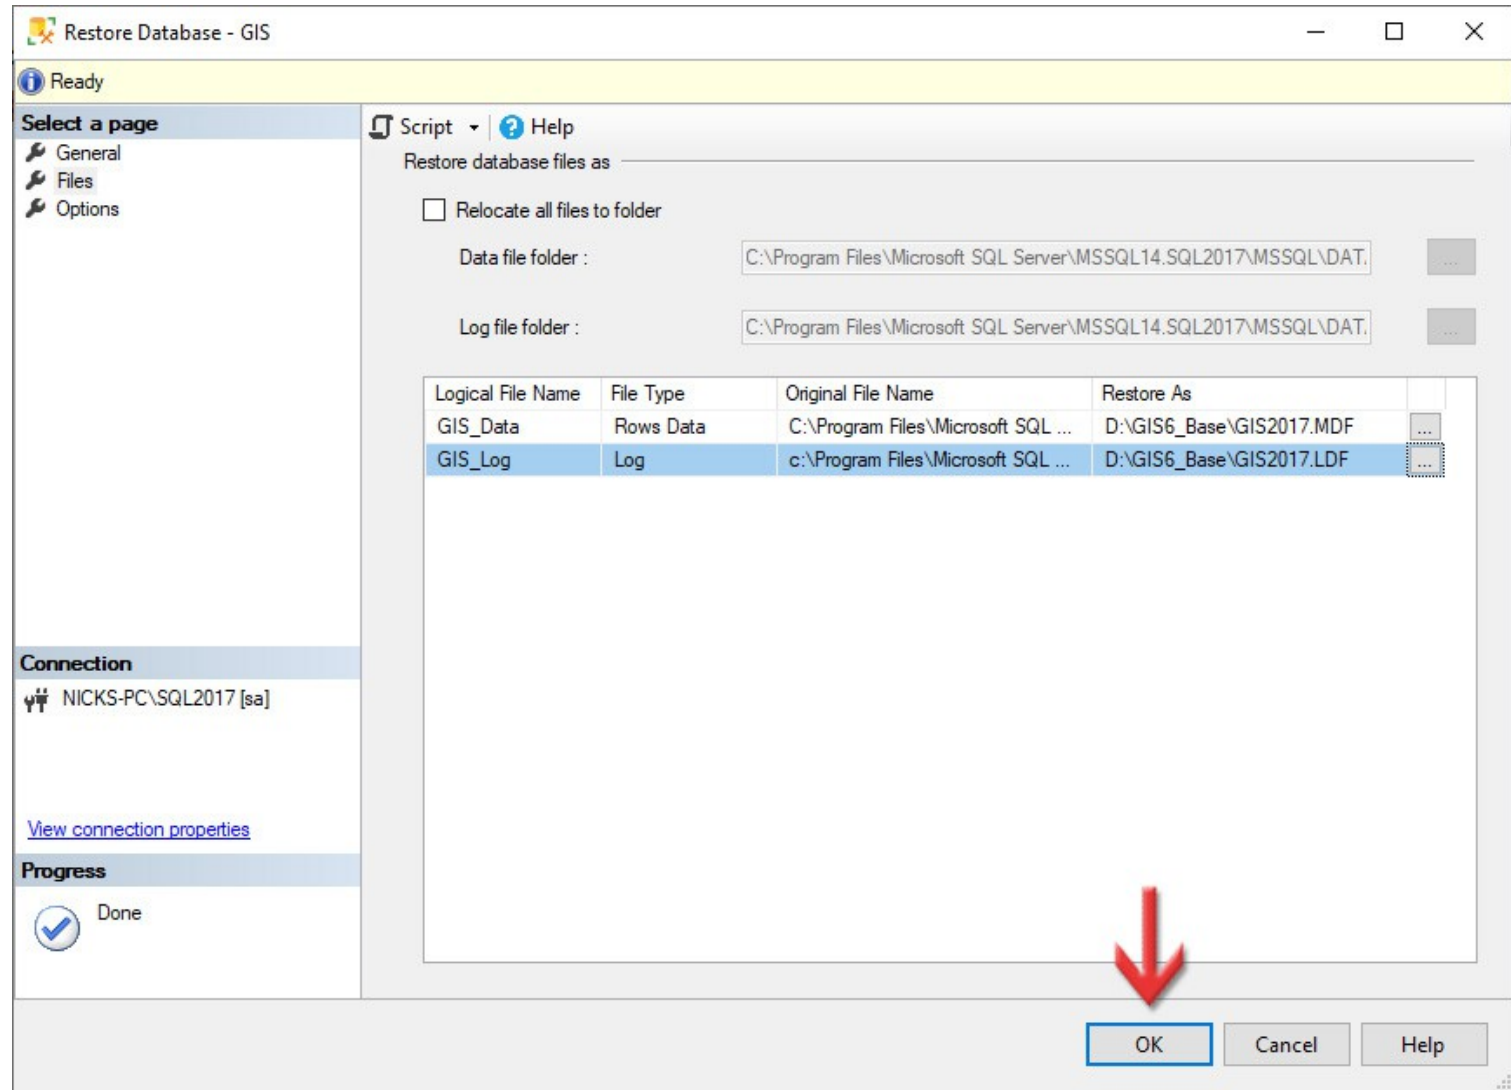 Restore Database - GIS
Ready
Select a page
General
Files
Options
Script
Help
Restore database files as
Relocate all files to folder
Data file folder :
C:\Program Files\Microsoft SQL Server\MSSQL14.SQL2017\MSSQL\DAT.
...
Log file folder :
C:\Program Files\Microsoft SQL Server\MSSQL14.SQL2017\MSSQL\DAT.
...
Logical File Name File Type Original File Name Restore As
GIS_Data Rows Data C:\Program Files\Microsoft SQL ... D:\GIS6_Base\GIS2017.MDF ...
GIS_Log Log c:\Program Files\Microsoft SQL ... D:\GIS6_Base\GIS2017.LDF ...
Connection
NICKS-PC\SQL2017 [sa]
View connection properties
Progress
Done
OK Cancel Help